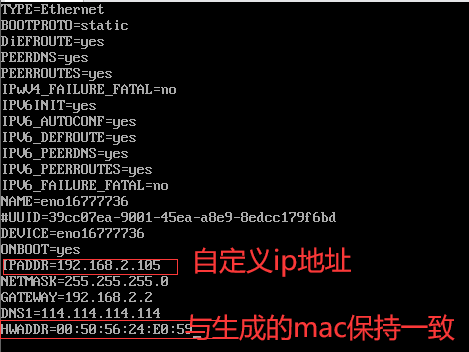 TYPE=Ethernet
BOOTPROTO=static
DiEFROUTE=yes
PEERDNS=yes
PEERROUTES=yes
IPwV4_FAILURE_FATAL=no
IPV6INIT=yes
IPV6_AUTOCONF=yes
IPV6_DEFROUTE=yes
IPV6_PEERDNS=yes
IPV6_PEERROUTES=yes
IPV6_FAILURE_FATAL=no
NAME=eno16777736
#UUID=39cc07ea-9001-45ea-a8e9-8edcc179f6bd
DEVICE=eno16777736
ONBOOT=yes
IPADDR=192.168.2.105 自定义ip地址
NETMASK=255.255.255.0
GATEWAY=192.168.2.2
DNS1=114.114.114.114
HWADDR=00:50:56:24:E0:59 与生成的mac保持一致